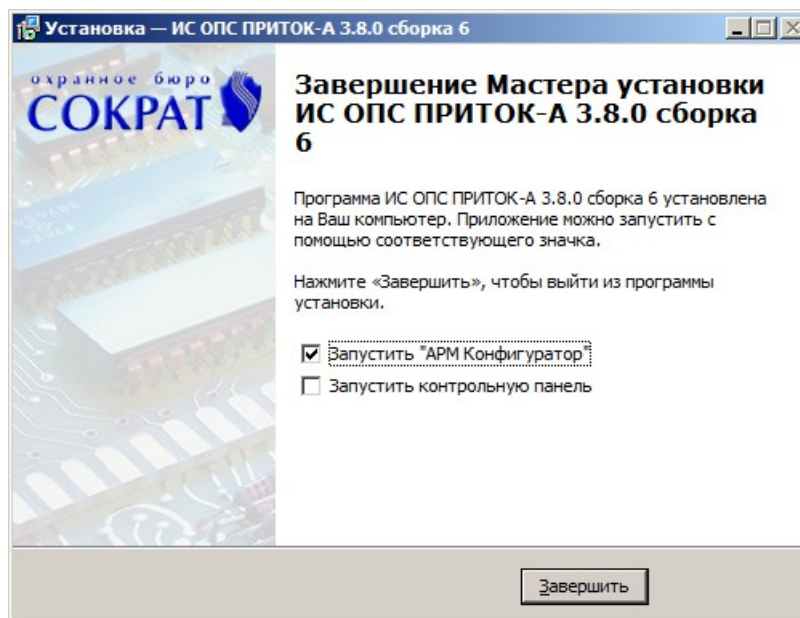 Установка — ИС ОПС ПРИТОК-А 3.8.0 сборка 6
охранное бюро
СОКРАТ
Завершение Мастера установки
ИС ОПС ПРИТОК-А 3.8.0 сборка
6
Программа ИС ОПС ПРИТОК-А 3.8.0 сборка 6 установлена
на Ваш компьютер. Приложение можно запустить с
помощью соответствующего значка.
Нажмите «Завершить», чтобы выйти из программы
установки.
Запустить "АРМ Конфигуратор"
Запустить контрольную панель
Завершить